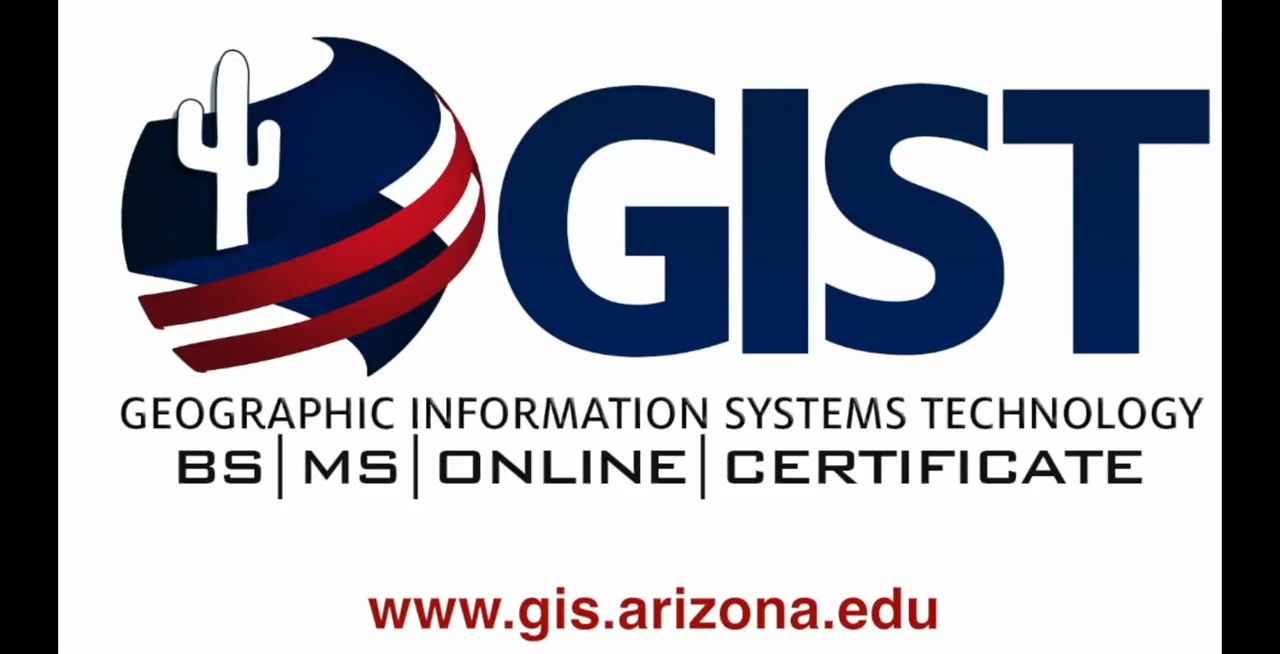 GIST
GEOGRAPHIC INFORMATION SYSTEMS TECHNOLOGY
BS|MS|ONLINE|CERTIFICATE
www.gis.arizona.edu